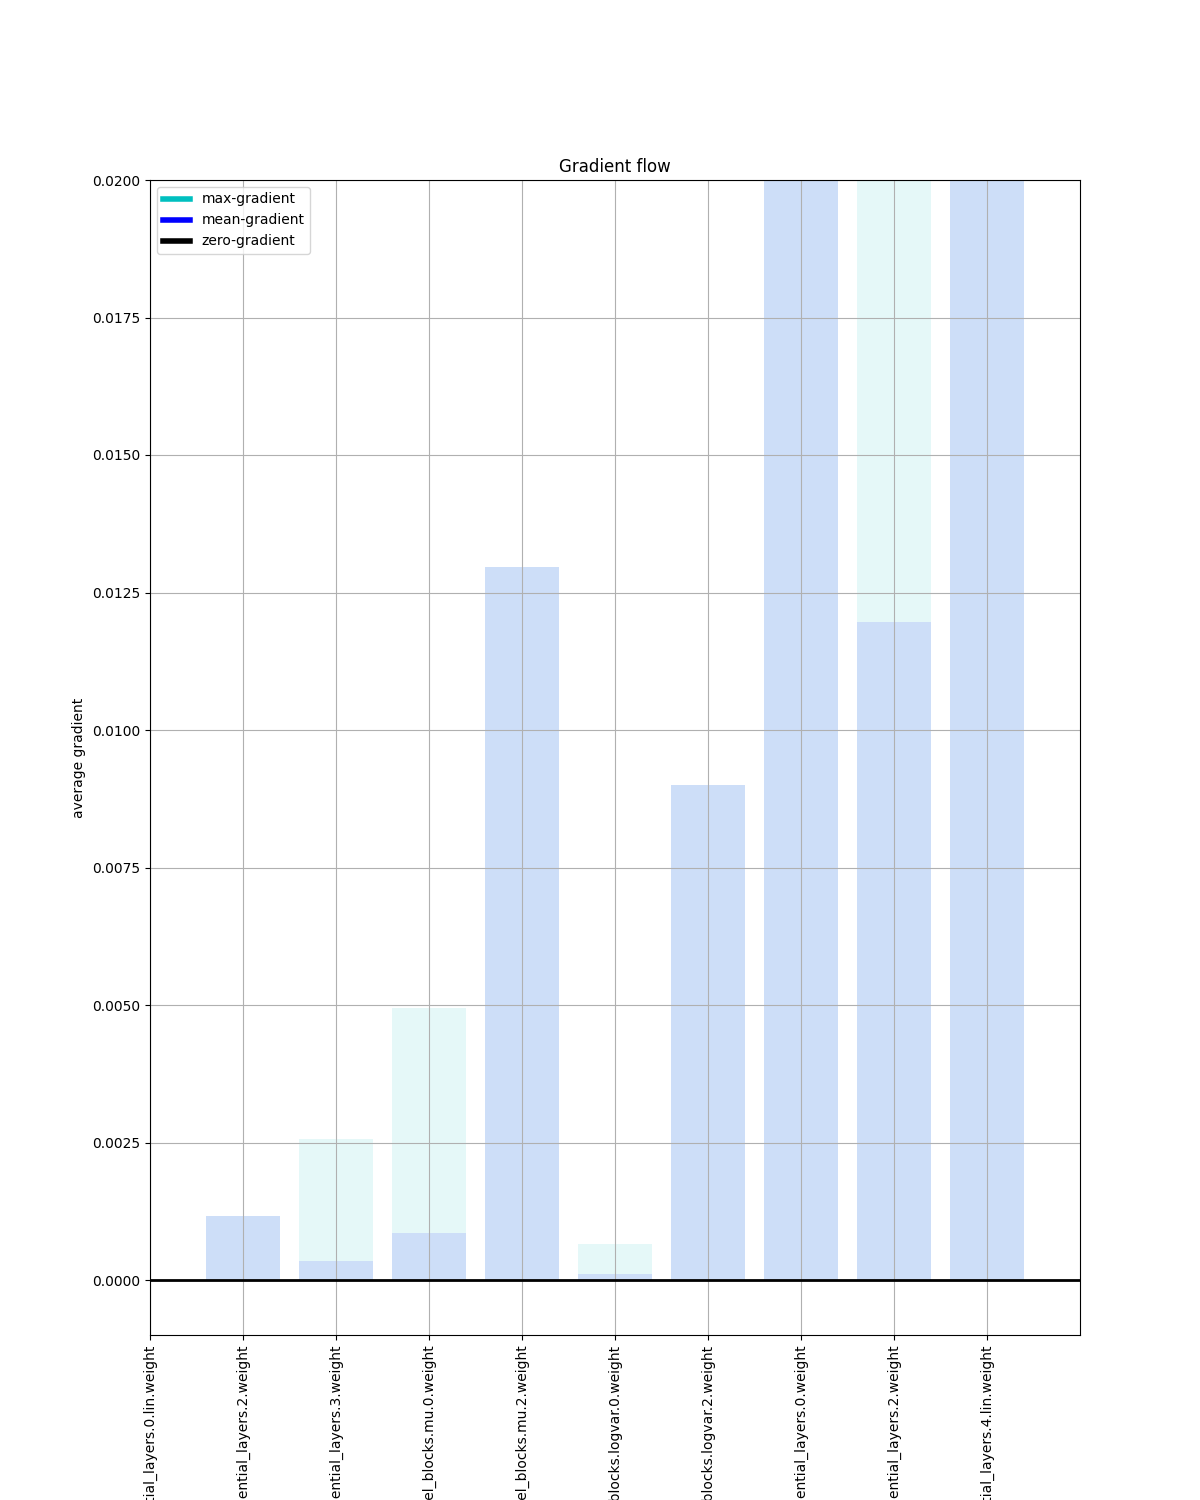 Gradient flow
max-gradient
mean-gradient
zero-gradient
0.0200
0.0175
0.0150
0.0125
0.0100
0.0075
0.0050
0.0025
0.0000
average gradient
tial_layers.0.lin.weight
ential_layers.2.weight
ential_layers.3.weight
el_blocks.mu.0.weight
el_blocks.mu.2.weight
blocks.logvar.0.weight
blocks.logvar.2.weight
ential_layers.0.weight
ential_layers.2.weight
tial_layers.4.lin.weight